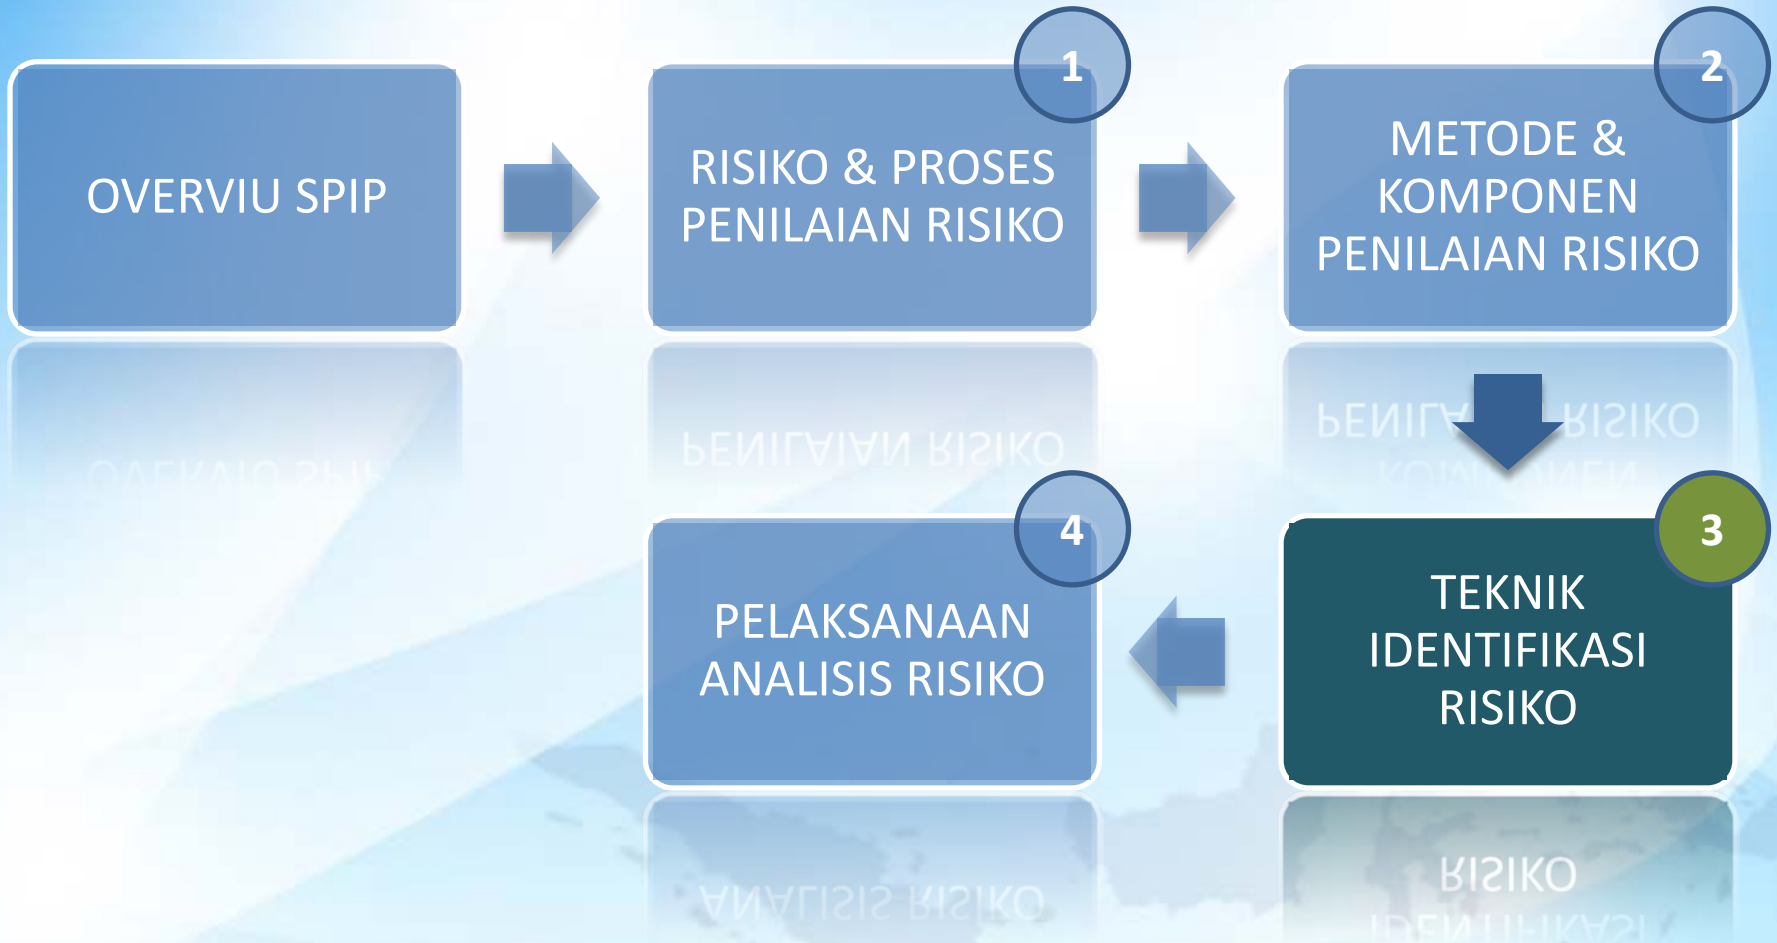 OVERVIU SPIP
1
RISIKO & PROSES
PENILAIAN RISIKO
2
METODE &
KOMPONEN
PENILAIAN RISIKO
3
TEKNIK
IDENTIFIKASI
RISIKO
4
PELAKSANAAN
ANALISIS RISIKO